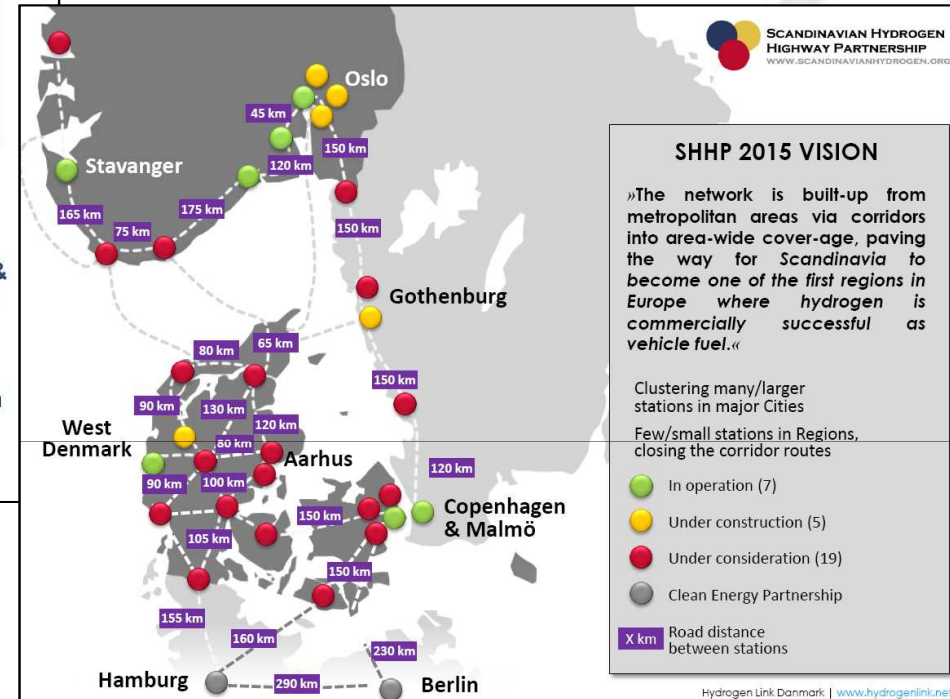 SCANDINAVIAN HYDROGEN
HIGHWAY PARTNERSHIP
WWW.SCANDINAVIANHYDROGEN.ORG
Oslo
45 km
150 km
120 km
Stavanger
175 km
165 km
75 km
150 km
Gothenburg
65 km
80 km
150 km
90 km
130 km
120 km
West
Denmark
80 km
Aarhus
120 km
90 km
100 km
150 km
Copenhagen
& Malmö
105 km
150 km
155 km
160 km
230 km
Hamburg
290 km
Berlin
&
SHHP 2015 VISION
»The network is built-up from
metropolitan areas via corridors
into area-wide cover-age, paving
the way for Scandinavia to
become one of the first regions in
Europe where hydrogen is
commercially successful as
vehicle fuel.«
Clustering many/larger
stations in major Cities
Few/small stations in Regions,
closing the corridor routes
In operation (7)
Under construction (5)
Under consideration (19)
Clean Energy Partnership
X km
Road distance
between stations
Hydrogen Link Danmark | www.hydrogenlink.net